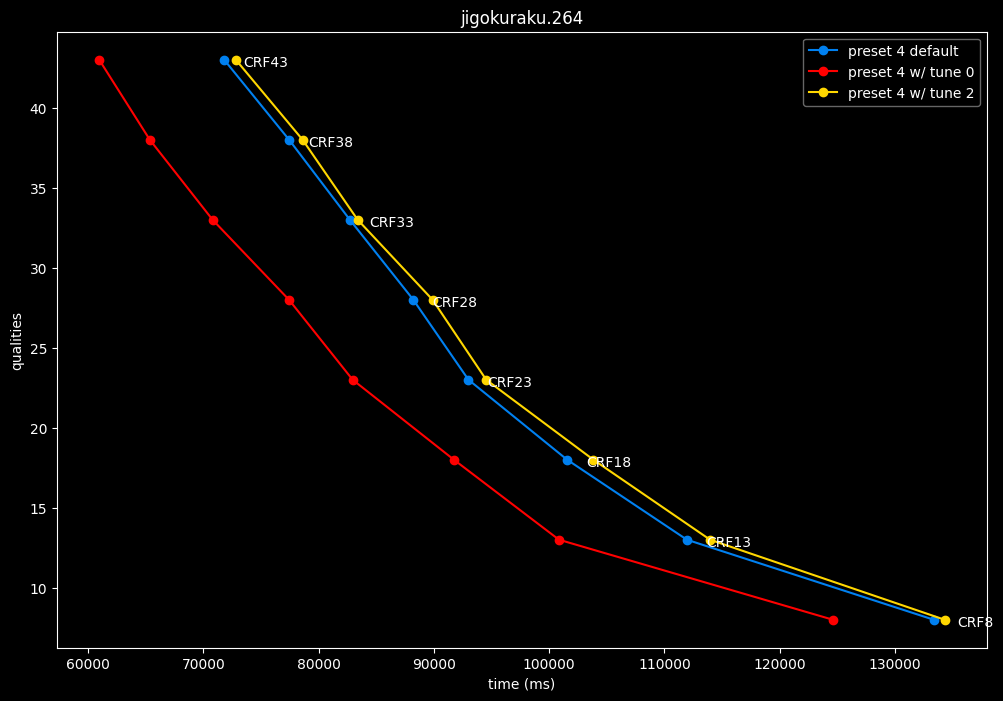 jigokuraku.264
preset 4 default
preset 4 w/ tune 0
preset 4 w/ tune 2
CRF43
CRF38
CRF33
CRF28
CRF23
CRF18
CRF13
CRF8
40
35
30
25
20
15
10
qualities
60000 70000 80000 90000 100000 110000 120000 130000
time (ms)